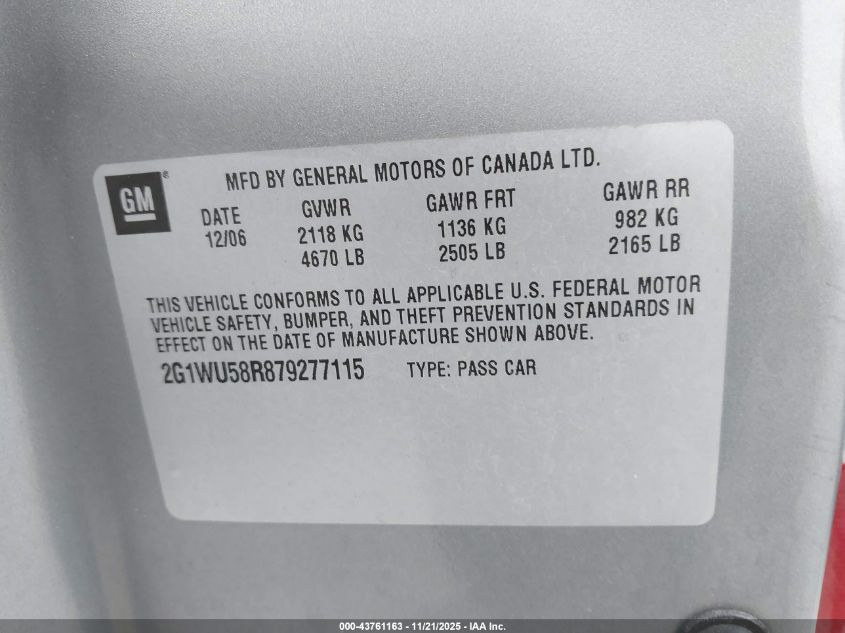 GM®
MFD BY GENERAL MOTORS OF CANADA LTD.
DATE GVWR GAWR FRT GAWR RR
12/06 2118 KG 1136 KG 982 KG
4670 LB 2505 LB 2165 LB
THIS VEHICLE CONFORMS TO ALL APPLICABLE U.S. FEDERAL MOTOR
VEHICLE SAFETY, BUMPER, AND THEFT PREVENTION STANDARDS IN
EFFECT ON THE DATE OF MANUFACTURE SHOWN ABOVE.
2G1WU58R879277115 TYPE: PASS CAR
000-43761163 - 11/21/2025 - IAA Inc.